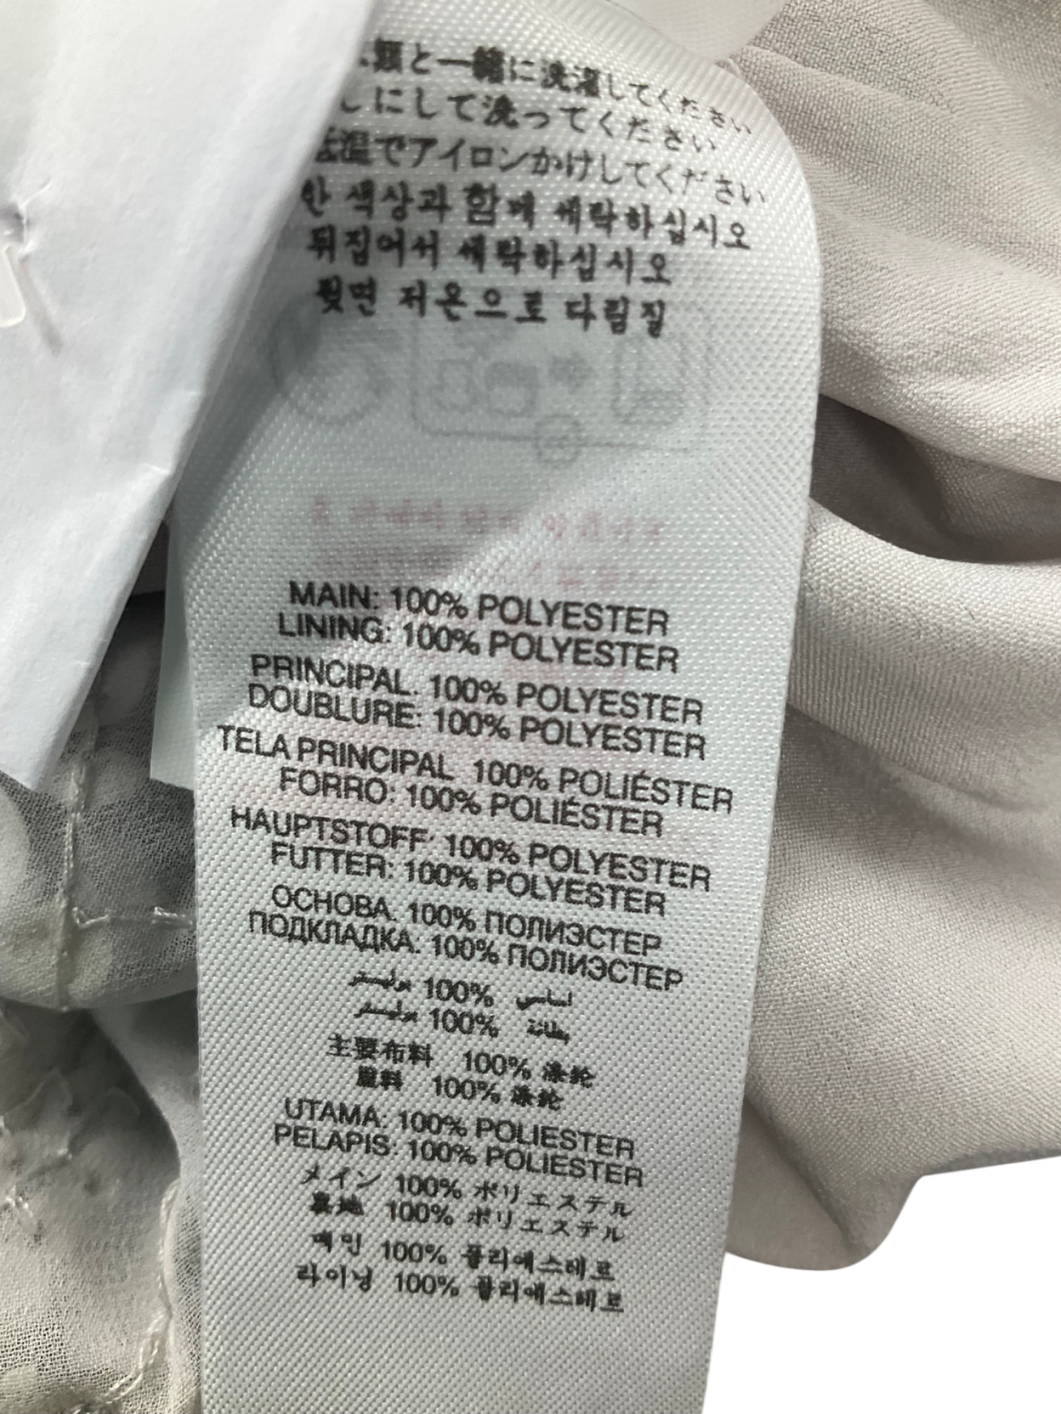 類と一緒に洗濯してください
にして洗ってください
低温でアイロンかけしてください
한 색상과 함께 세탁하십시오
뒤집어서 세탁하십시오
뒷면 저온으로 다림질
MAIN: 100% POLYESTER
LINING: 100% POLYESTER
PRINCIPAL. 100% POLYESTER
DOUBLURE: 100% POLYESTER
TELA PRINCIPAL 100% POLIÉSTER
FORRO: 100% POLIÉSTER
HAUPTSTOFF: 100% POLYESTER
FUTTER: 100% POLYESTER
ОСНОВА. 100% ПОЛИЭСТЕР
ПОДКЛАДКА. 100% ПОЛИЭСТЕР
اساسي 100% بوليستر
بطانة 100% بوليستر
主要布料 100% 涤纶
里料 100% 涤纶
UTAMA: 100% POLIESTER
PELAPIS: 100% POLIESTER
メイン 100% ポリエステル
裏地 100% ポリエステル
메인 100% 폴리에스테르
라이닝 100% 폴리에스테르